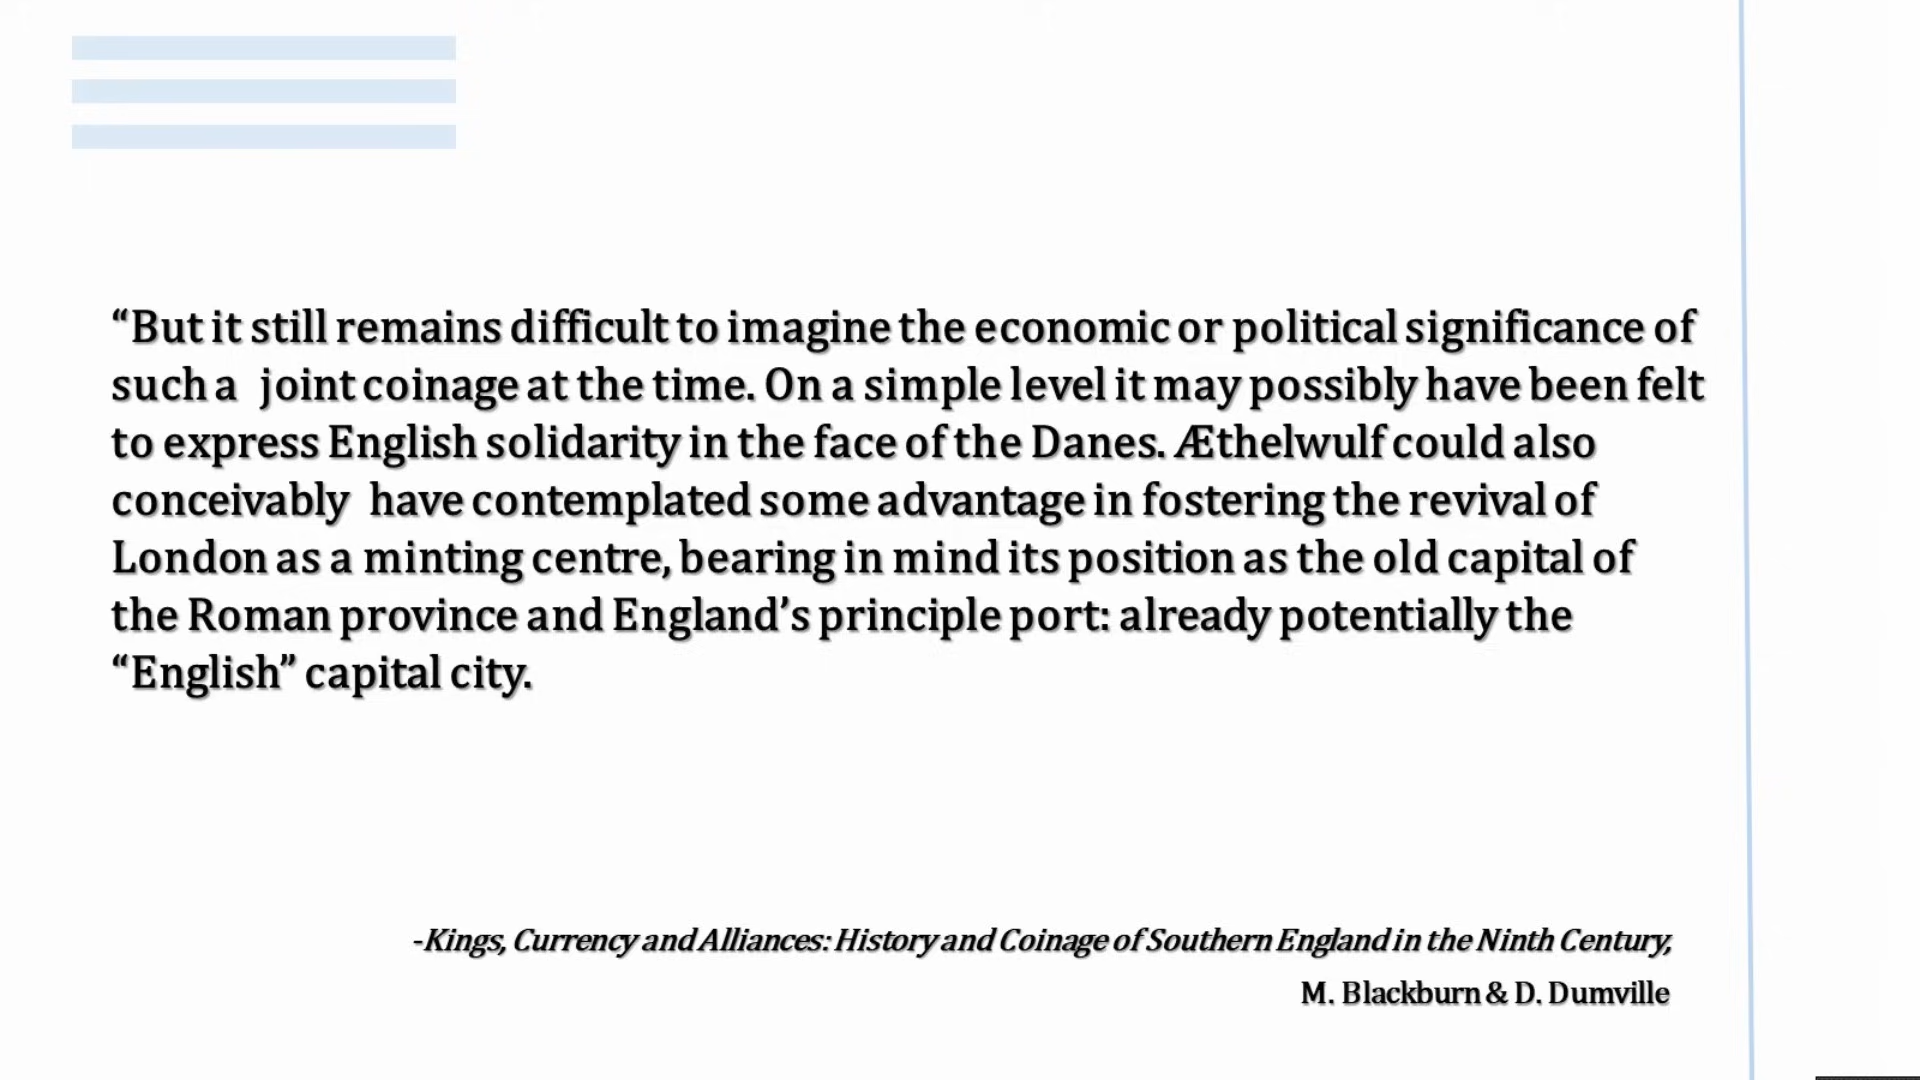 “But it still remains difficult to imagine the economic or political significance of
such a joint coinage at the time. On a simple level it may possibly have been felt
to express English solidarity in the face of the Danes. Æthelwulf could also
conceivably have contemplated some advantage in fostering the revival of
London as a minting centre, bearing in mind its position as the old capital of
the Roman province and England’s principle port: already potentially the
“English” capital city.
-Kings, Currency and Alliances: History and Coinage of Southern England in the Ninth Century,
M. Blackburn & D. Dumville